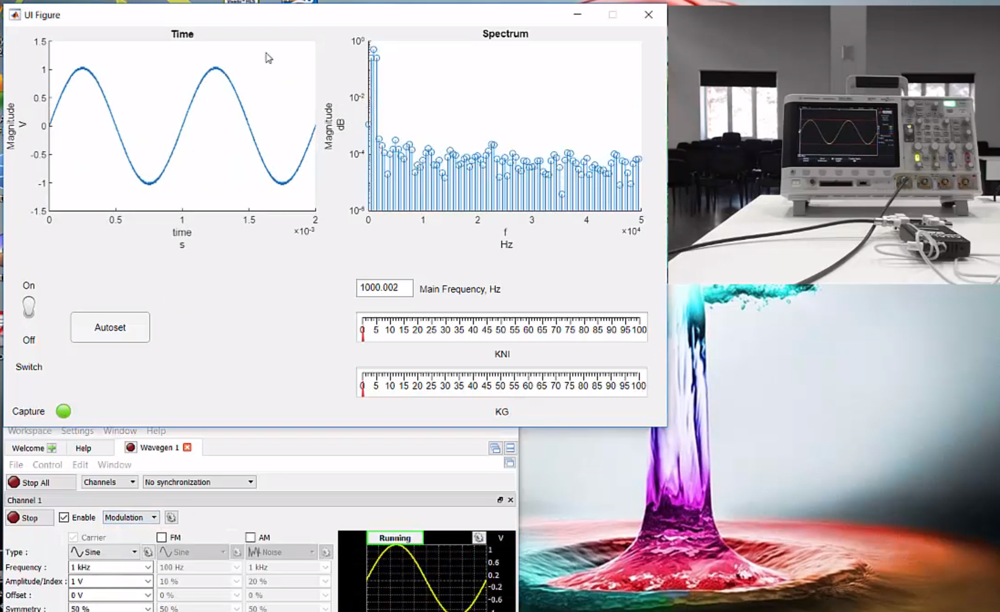 UI Figure
Time
1.5
1
0.5
0
-0.5
-1
-1.5
Magnitude
V
0 0.5 1 1.5 2
time ×10⁻³
s
Spectrum
10⁰
10⁻²
10⁻⁴
10⁻⁶
Magnitude
dB
0 1 2 3 4 5
f ×10⁴
Hz
On
Off
Switch
Autoset
1000.002 Main Frequency, Hz
0 5 10 15 20 25 30 35 40 45 50 55 60 65 70 75 80 85 90 95 100
KNI
0 5 10 15 20 25 30 35 40 45 50 55 60 65 70 75 80 85 90 95 100
KG
Capture
Workspace Settings Window Help
Welcome Help Wavegen 1
File Control Edit Window
Stop All Channels No synchronization
Channel 1
Stop Enable Modulation
Carrier FM AM
Type : Sine Sine Noise
Frequency : 1 kHz 100 Hz 1 kHz
Amplitude/Index : 1 V 10 % 20 %
Offset : 0 V 0 % 0 %
Symmetry : 50 % 50 % 50 %
Running V
1
0.6
0.2
-0.2
-0.6